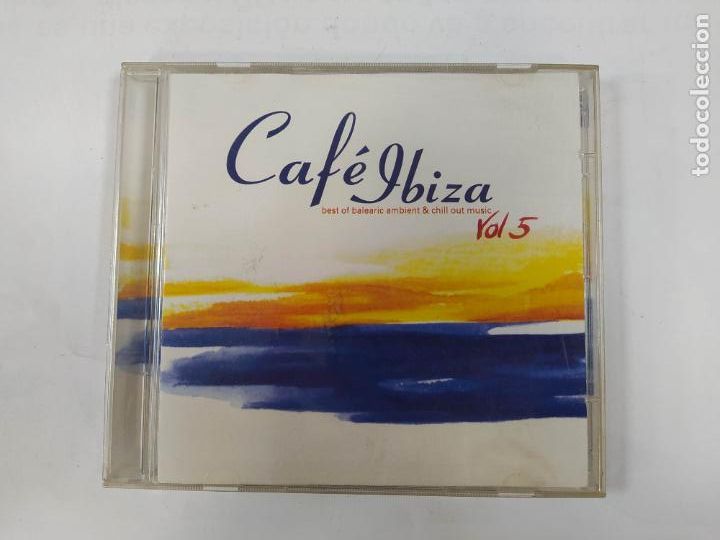 Café Ibiza
best of balearic ambient & chill out music
Vol 5
todocoleccion